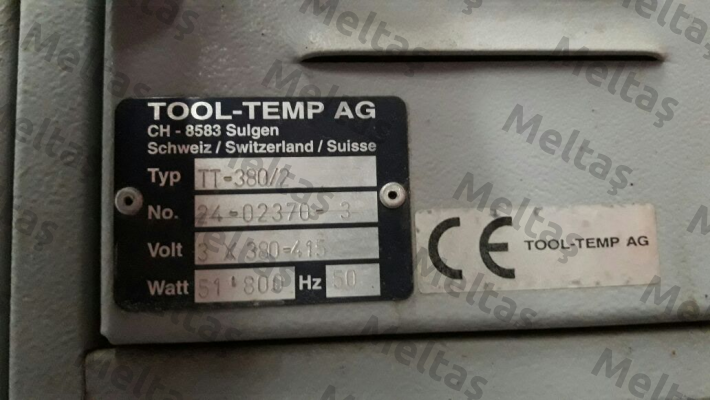 TOOL-TEMP AG
CH - 8583 Sulgen
Schweiz / Switzerland / Suisse
Typ TT-380/2
No. 24-02370- 3
Volt 3 X 380-415
Watt 51'800 Hz 50
CE TOOL-TEMP AG
Meltaş